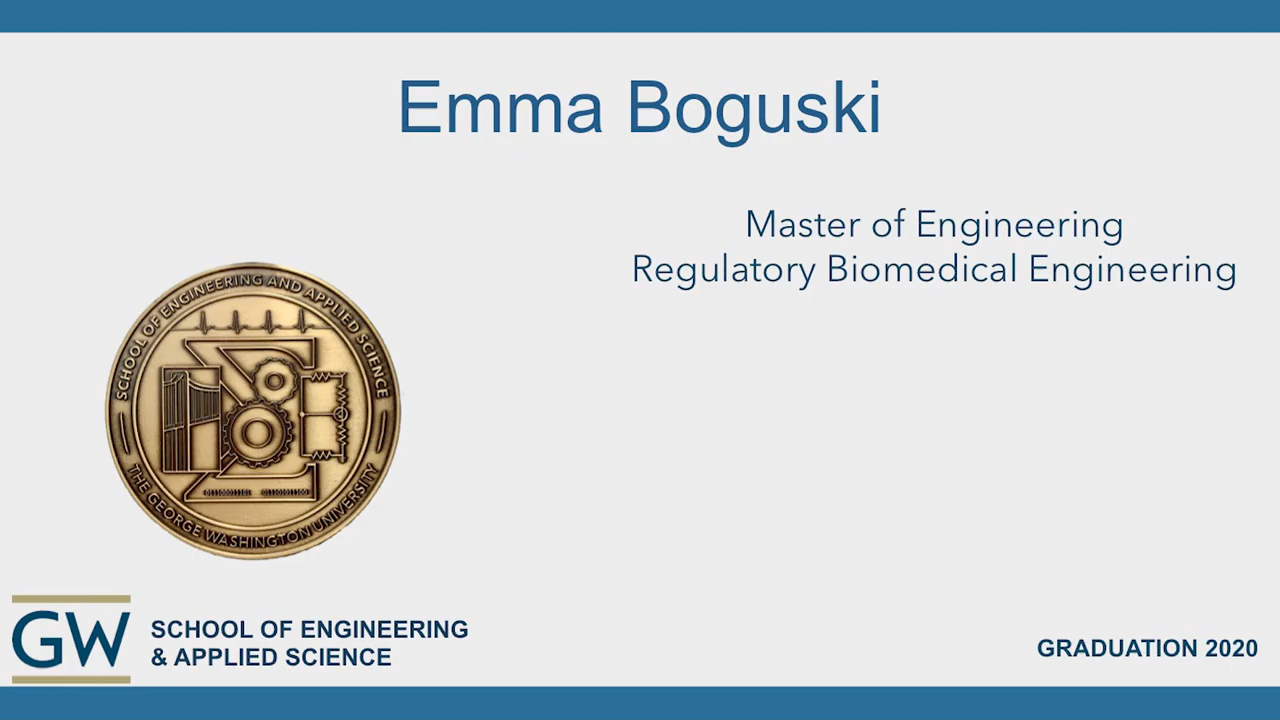 Emma Boguski
Master of Engineering
Regulatory Biomedical Engineering
SCHOOL OF ENGINEERING AND APPLIED SCIENCE
THE GEORGE WASHINGTON UNIVERSITY
GW
SCHOOL OF ENGINEERING
& APPLIED SCIENCE
GRADUATION 2020